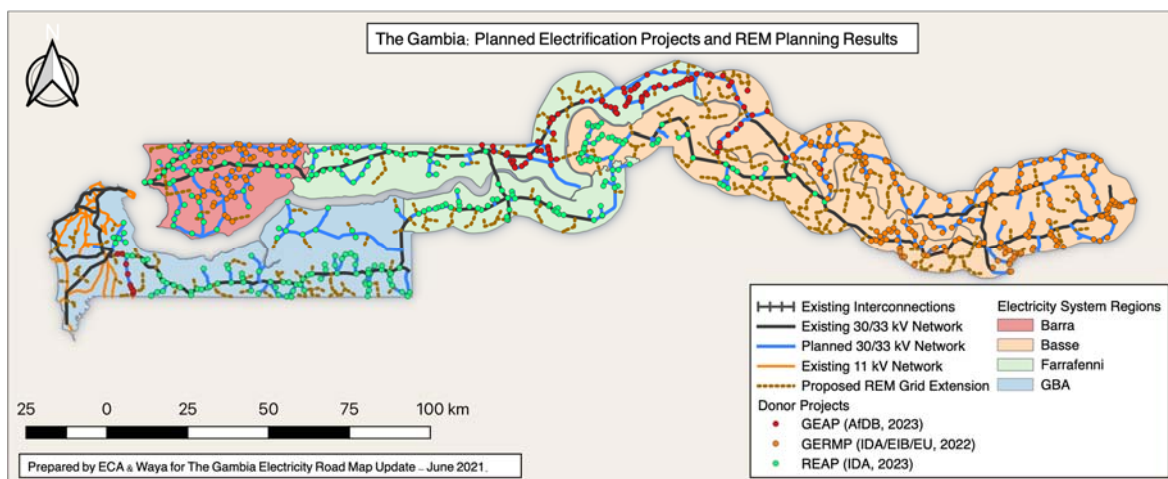 The Gambia: Planned Electrification Projects and REM Planning Results
N
Existing Interconnections
Existing 30/33 kV Network
Planned 30/33 kV Network
Existing 11 kV Network
Proposed REM Grid Extension
Donor Projects
GEAP (AfDB, 2023)
GERMP (IDA/EIB/EU, 2022)
REAP (IDA, 2023)
Electricity System Regions
Barra
Basse
Farrafenni
GBA
25 0 25 50 75 100 km
Prepared by ECA & Waya for The Gambia Electricity Road Map Update – June 2021.